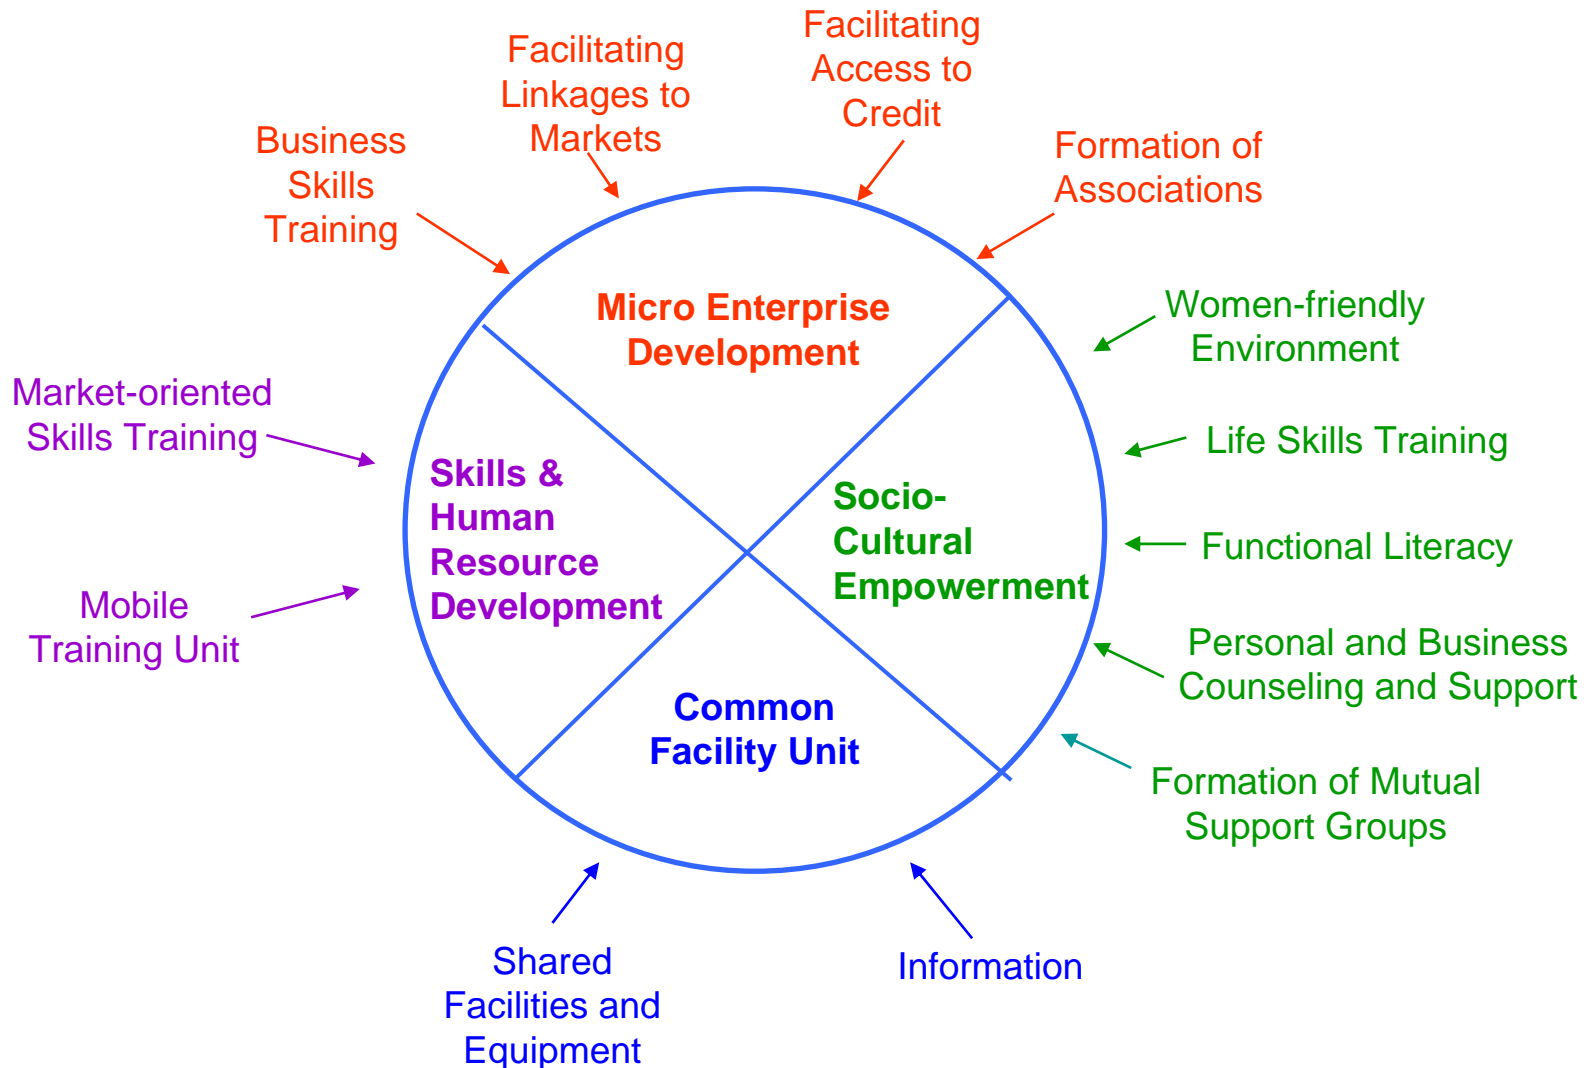 Facilitating
Linkages to
Markets
Facilitating
Access to
Credit
Business
Skills
Training
Formation of
Associations
Micro Enterprise
Development
Women-friendly
Environment
Market-oriented
Skills Training
Life Skills Training
Skills &
Human
Resource
Development
Socio-
Cultural
Empowerment
Functional Literacy
Mobile
Training Unit
Personal and Business
Counseling and Support
Common
Facility Unit
Formation of Mutual
Support Groups
Shared
Facilities and
Equipment
Information